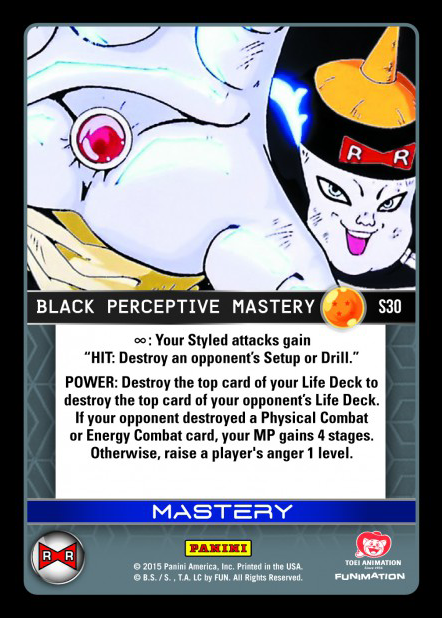 R R
BLACK PERCEPTIVE MASTERY S30
∞: Your Styled attacks gain
“HIT: Destroy an opponent’s Setup or Drill.”
POWER: Destroy the top card of your Life Deck to
destroy the top card of your opponent’s Life Deck.
If your opponent destroyed a Physical Combat
or Energy Combat card, your MP gains 4 stages.
Otherwise, raise a player's anger 1 level.
MASTERY
R R
PANINI
© 2015 Panini America, Inc. Printed in the USA.
© B.S. / S. , T.A. LC by FUN. All Rights Reserved.
TOEI ANIMATION
Since 1956
FUNIMATION